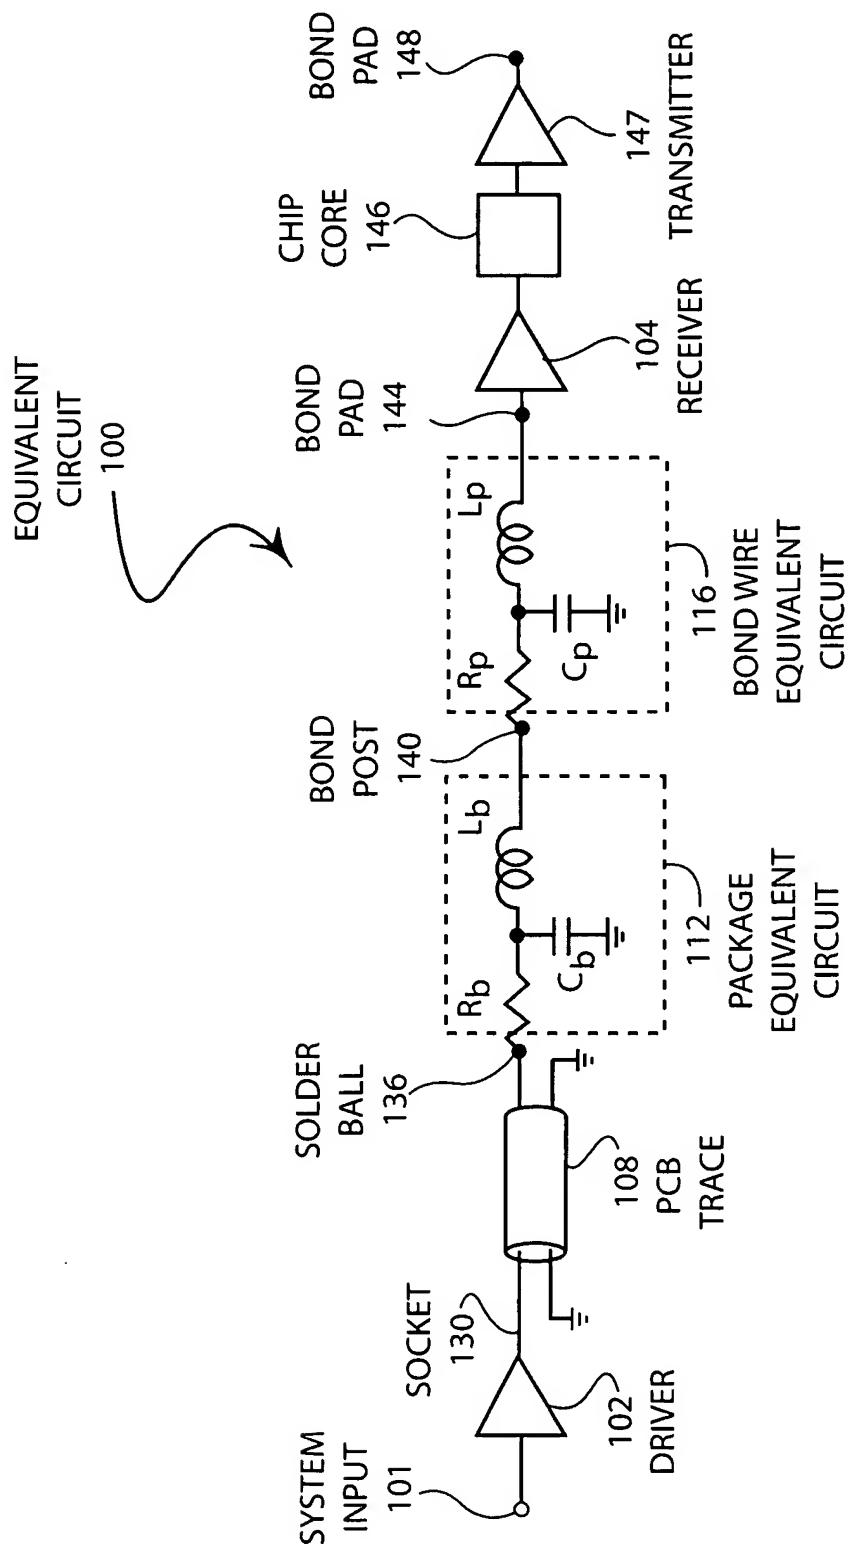 EQUIVALENT
CIRCUIT
100
SYSTEM
INPUT
101
102
DRIVER
SOCKET
130
108
PCB
TRACE
SOLDER
BALL
136
Rb
Cb
Lb
112
PACKAGE
EQUIVALENT
CIRCUIT
BOND
POST
140
Rp
Cp
Lp
116
BOND WIRE
EQUIVALENT
CIRCUIT
BOND
PAD
144
104
RECEIVER
CHIP
CORE
146
147
TRANSMITTER
BOND
PAD
148